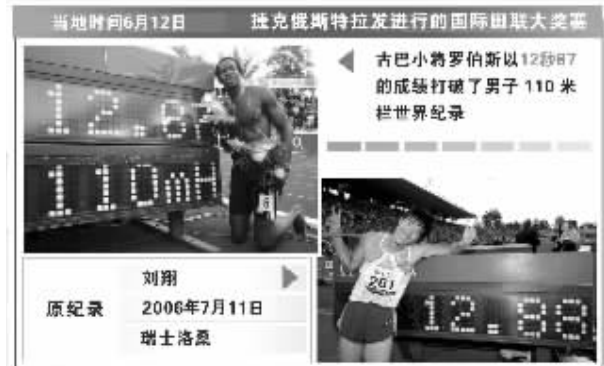 当地时间6月12日 捷克俄斯特拉发进行的国际田联大奖赛
古巴小将罗伯斯以12秒87
的成绩打破了男子110米
栏世界纪录
12.87
110mH
261
刘翔
原纪录
2006年7月11日
瑞士洛桑
12.88